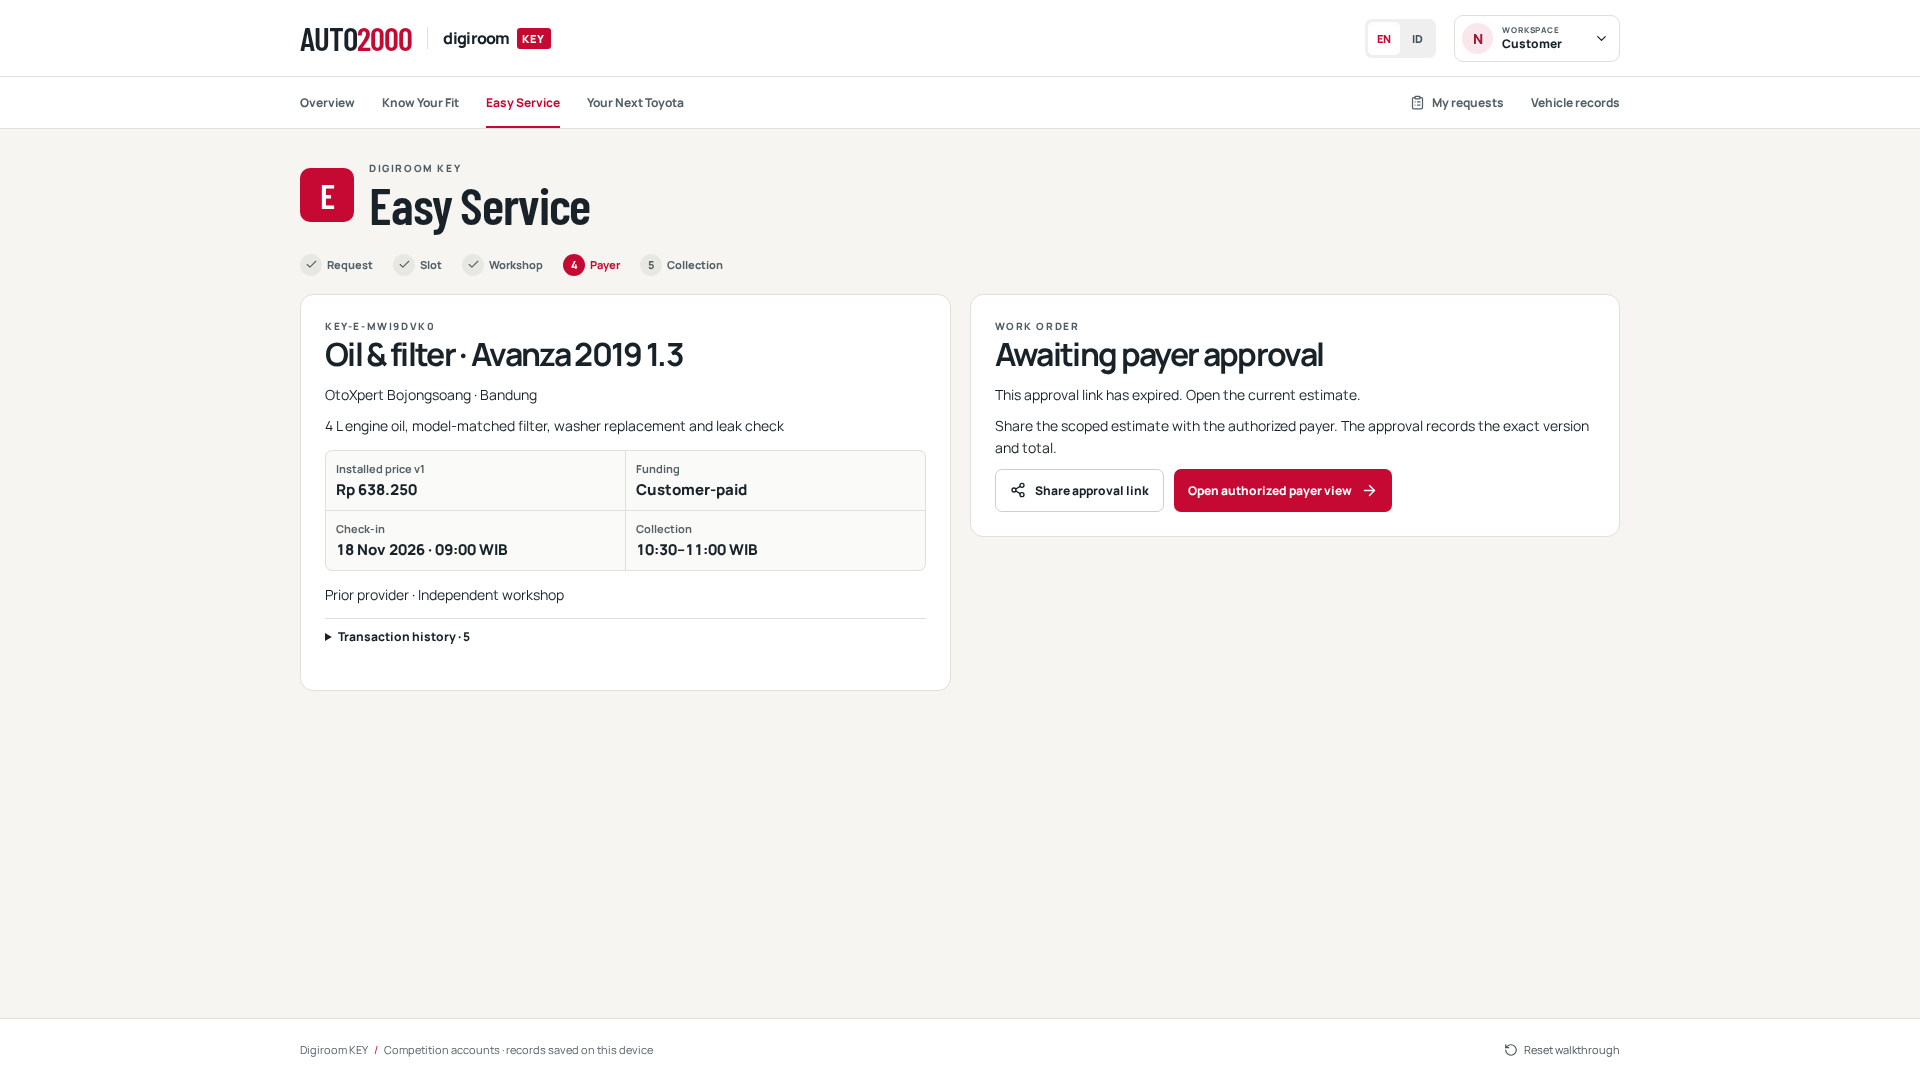 AUTO2000
digiroom KEY
EN ID
N
WORKSPACE
Customer
Overview
Know Your Fit
Easy Service
Your Next Toyota
My requests
Vehicle records
E
DIGIROOM KEY
Easy Service
Request
Slot
Workshop
4 Payer
5 Collection
KEY-E-MWI9DVK0
Oil & filter · Avanza 2019 1.3
OtoXpert Bojongsoang · Bandung
4 L engine oil, model-matched filter, washer replacement and leak check
Installed price v1
Rp 638.250
Funding
Customer-paid
Check-in
18 Nov 2026 · 09:00 WIB
Collection
10:30–11:00 WIB
Prior provider · Independent workshop
Transaction history · 5
WORK ORDER
Awaiting payer approval
This approval link has expired. Open the current estimate.
Share the scoped estimate with the authorized payer. The approval records the exact version
and total.
Share approval link
Open authorized payer view
Digiroom KEY / Competition accounts · records saved on this device
Reset walkthrough